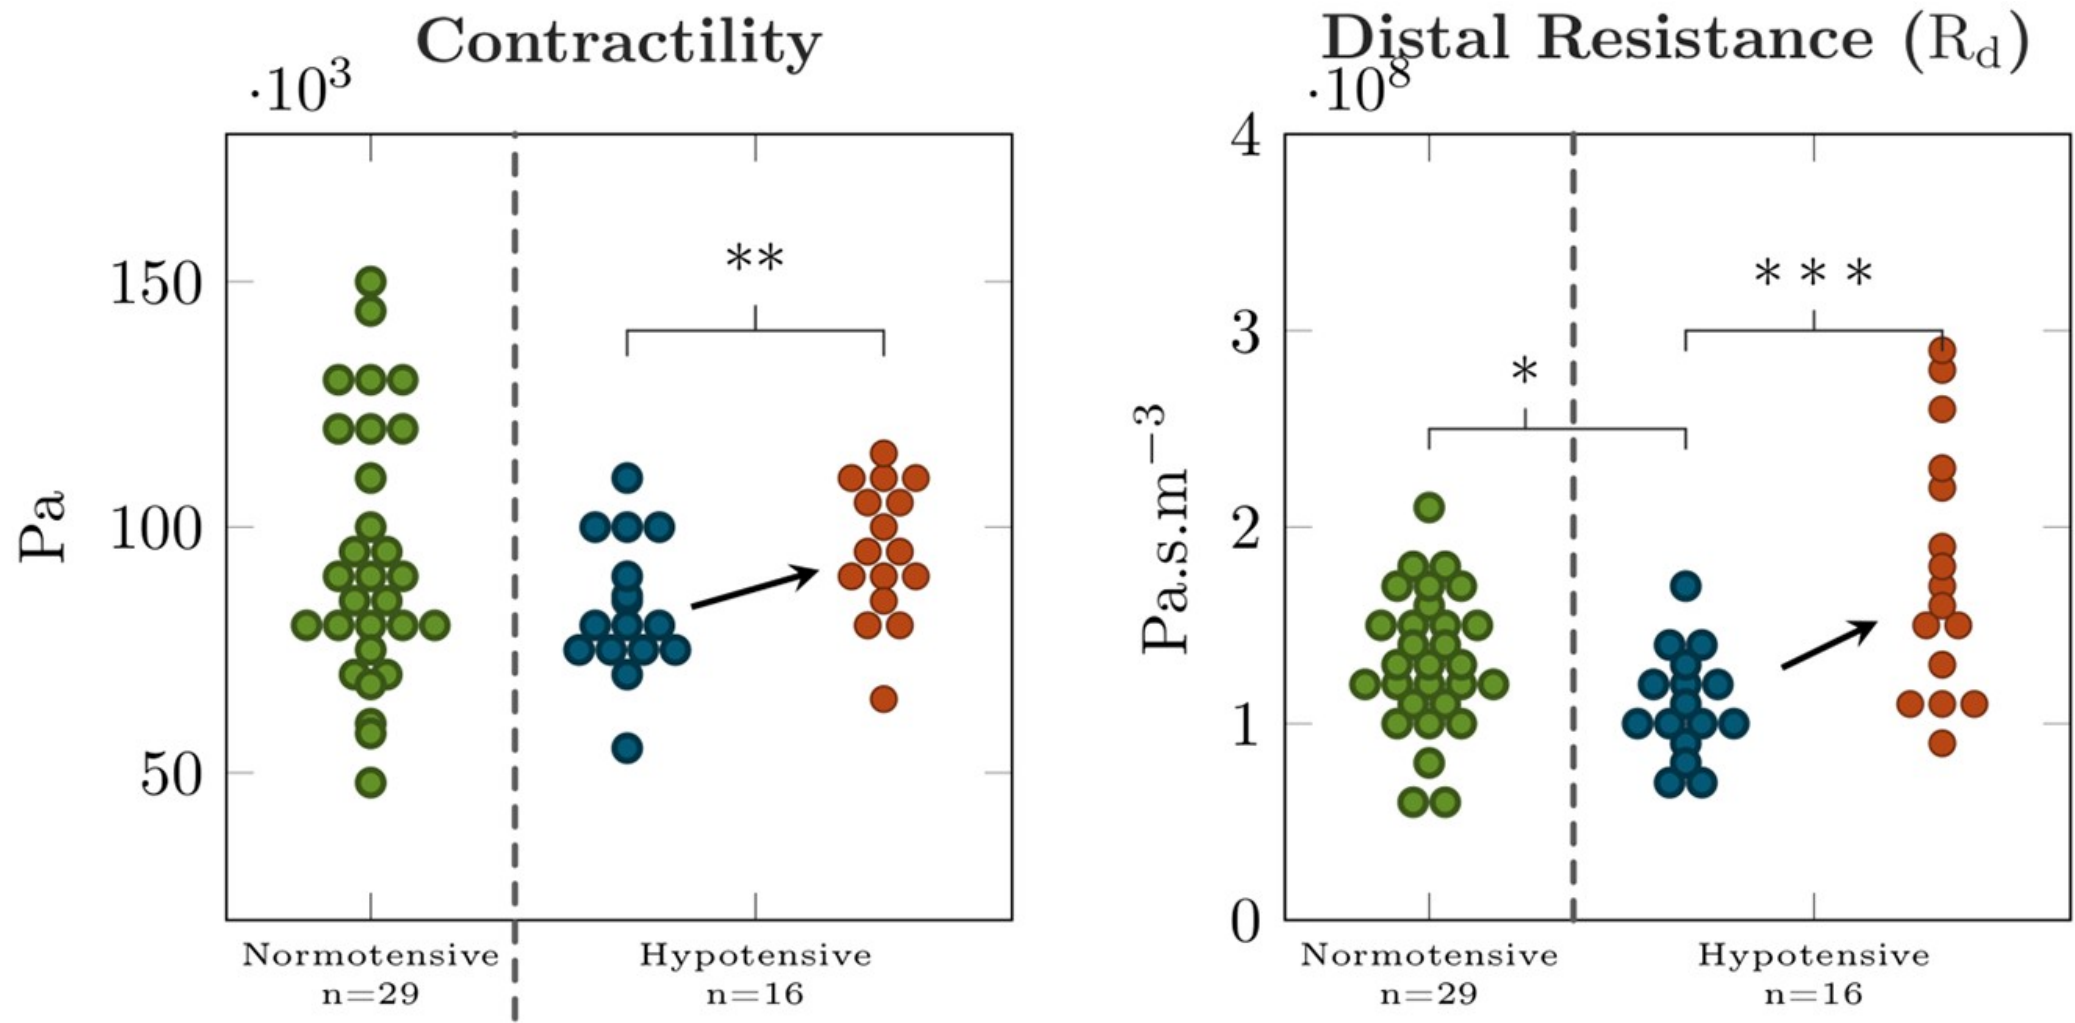 Contractility
·10³
Pa
150
100
50
**
Normotensive
n=29
Hypotensive
n=16
Distal Resistance (R_d)
·10⁸
Pa.s.m⁻³
4
3
2
1
0
*
* * *
Normotensive
n=29
Hypotensive
n=16